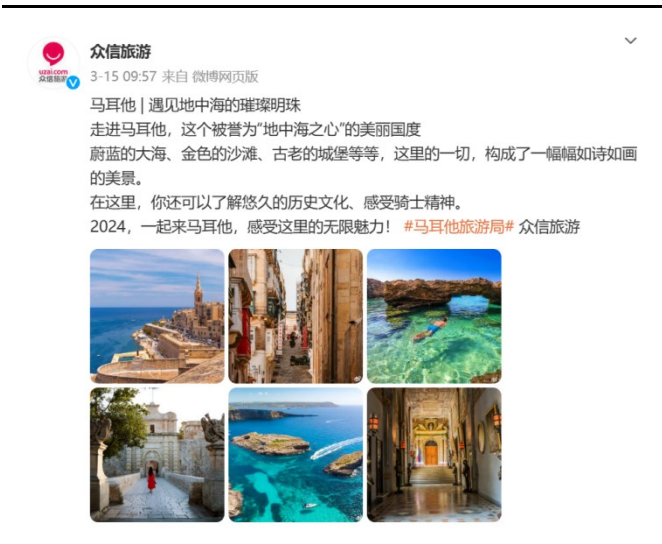 众信旅游
uzai.com
众信旅游
3-15 09:57 来自 微博网页版
马耳他 | 遇见地中海的璀璨明珠
走进马耳他，这个被誉为“地中海之心”的美丽国度
蔚蓝的大海、金色的沙滩、古老的城堡等等，这里的一切，构成了一幅幅如诗如画
的美景。
在这里，你还可以了解悠久的历史文化、感受骑士精神。
2024，一起来马耳他，感受这里的无限魅力！ #马耳他旅游局# 众信旅游